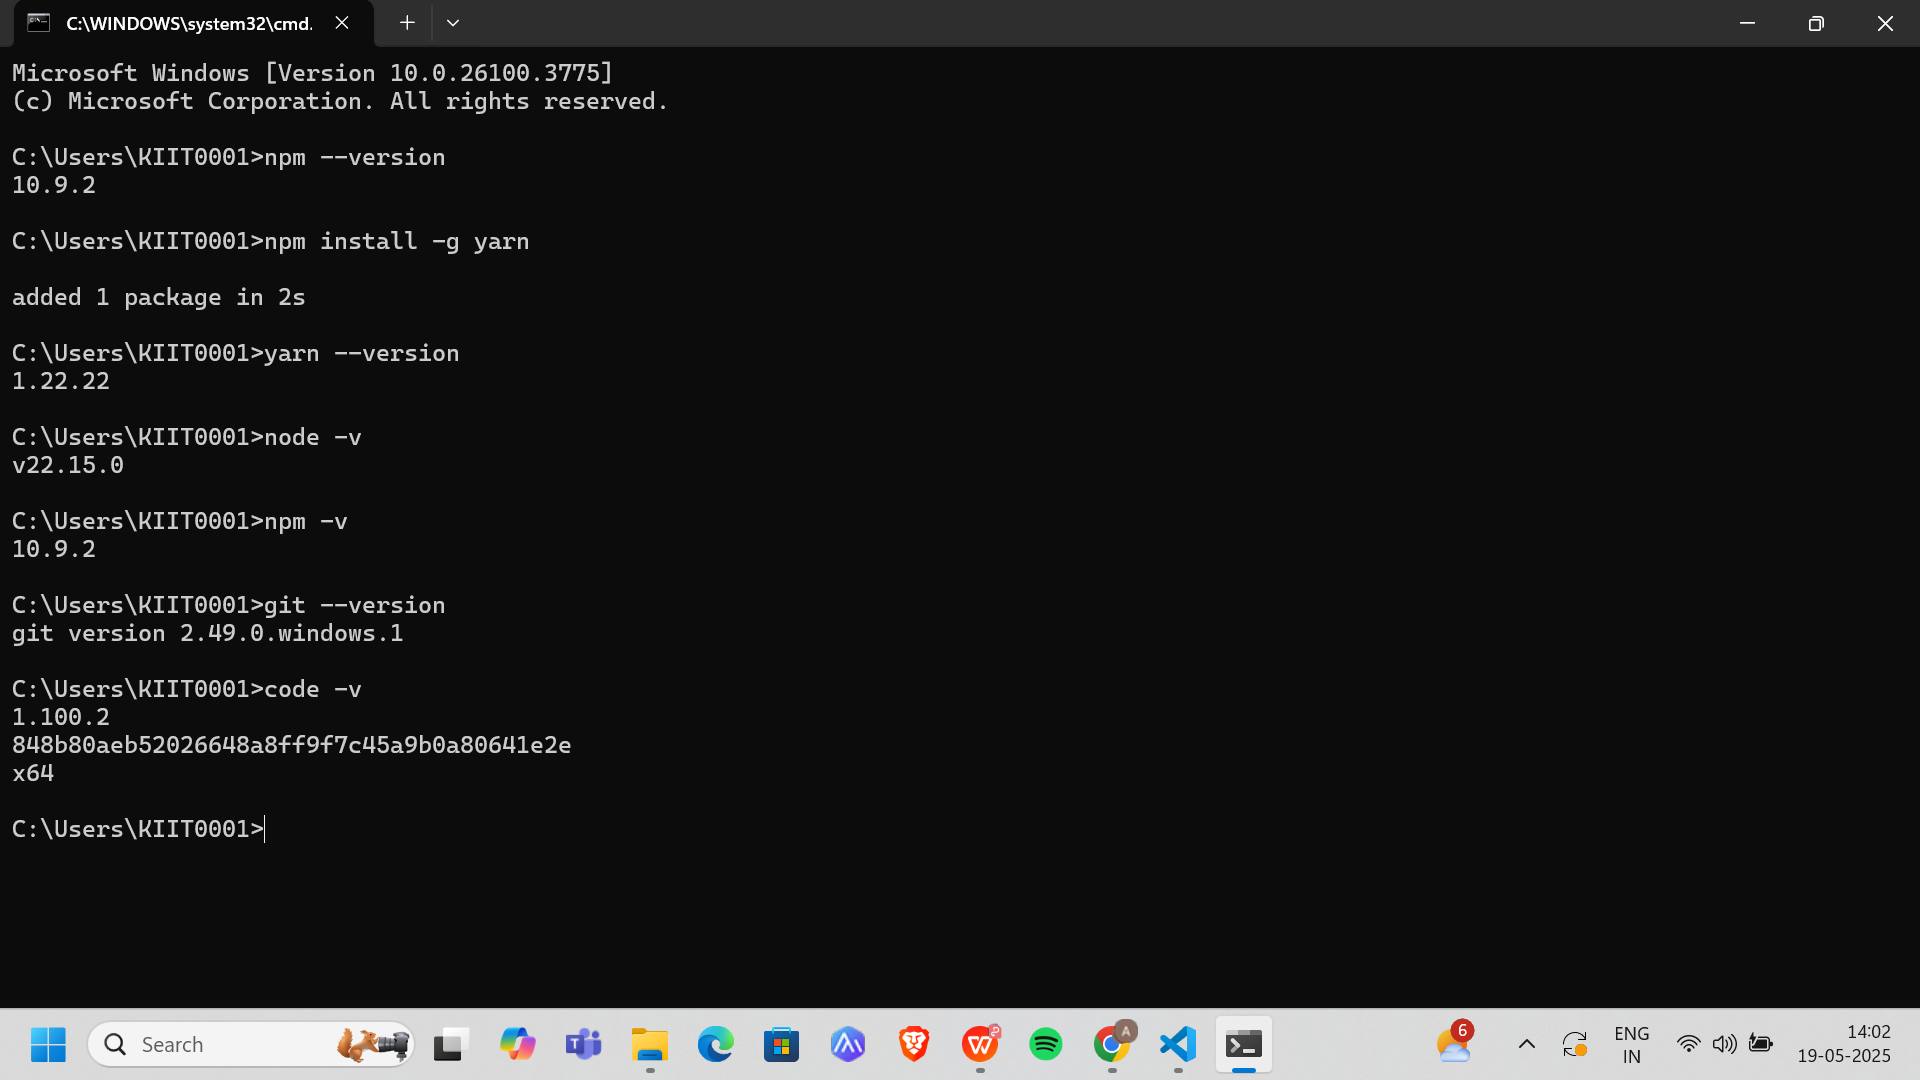 C:\WINDOWS\system32\cmd.
Microsoft Windows [Version 10.0.26100.3775]
(c) Microsoft Corporation. All rights reserved.
C:\Users\KIIT0001>npm --version
10.9.2
C:\Users\KIIT0001>npm install -g yarn
added 1 package in 2s
C:\Users\KIIT0001>yarn --version
1.22.22
C:\Users\KIIT0001>node -v
v22.15.0
C:\Users\KIIT0001>npm -v
10.9.2
C:\Users\KIIT0001>git --version
git version 2.49.0.windows.1
C:\Users\KIIT0001>code -v
1.100.2
848b80aeb52026648a8ff9f7c45a9b0a80641e2e
x64
C:\Users\KIIT0001>
Search
A
6
ENG
IN
14:02
19-05-2025